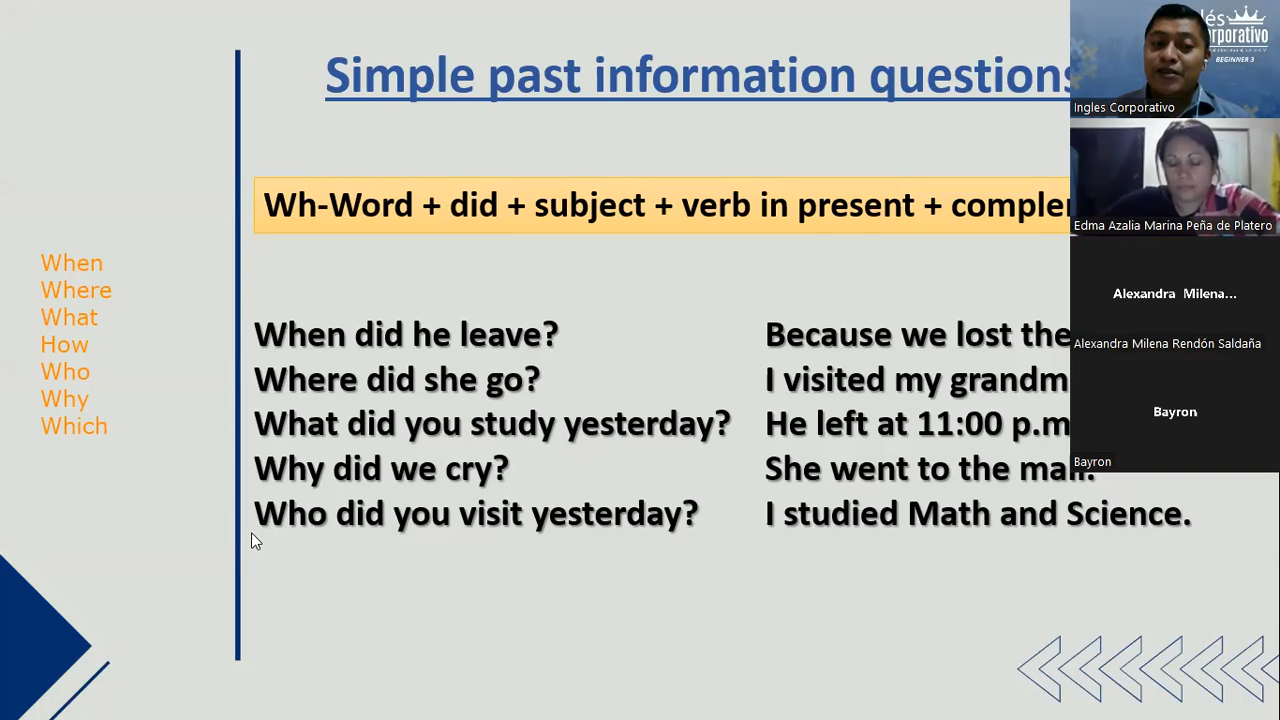 Simple past information questions
Wh-Word + did + subject + verb in present +
When
Where
What
How
Who
Why
Which
When did he leave?
Where did she go?
What did you study yesterday?
Why did we cry?
Who did you visit yesterday?
Because we lost the
I visited my
He left at 11:00 p.m
She went to the mall.
I studied Math and Science.
BEGINNER 3
Ingles Corporativo
Edma Azalia Marina Peña de Platero
Alexandra Milena...
Alexandra Milena Rendón Saldaña
Bayron
Bayron